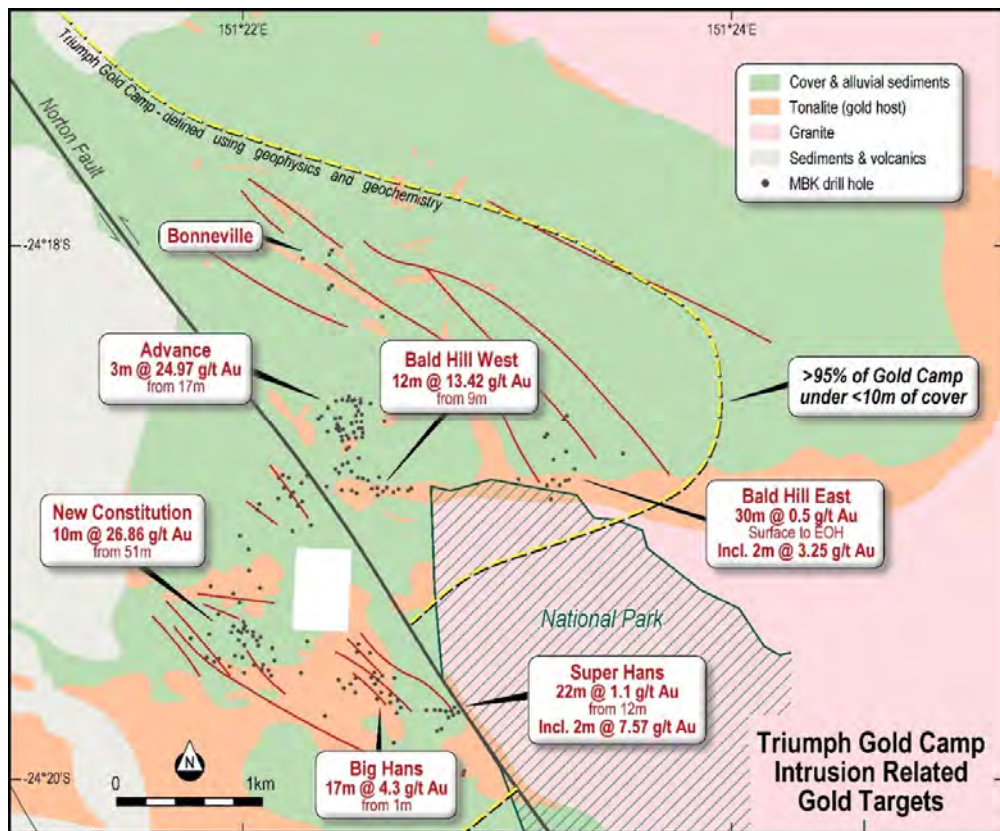 151°22'E
151°24'E
Triumph Gold Camp - defined using geophysics and geochemistry
Norton Fault
Cover & alluvial sediments
Tonalite (gold host)
Granite
Sediments & volcanics
MBK drill hole
-24°18'S
Bonneville
Advance
3m @ 24.97 g/t Au
from 17m
Bald Hill West
12m @ 13.42 g/t Au
from 9m
>95% of Gold Camp
under <10m of cover
New Constitution
10m @ 26.86 g/t Au
from 51m
Bald Hill East
30m @ 0.5 g/t Au
Surface to EOH
Incl. 2m @ 3.25 g/t Au
National Park
Super Hans
22m @ 1.1 g/t Au
from 12m
Incl. 2m @ 7.57 g/t Au
Big Hans
17m @ 4.3 g/t Au
from 1m
-24°20'S
N
0
1km
Triumph Gold Camp
Intrusion Related
Gold Targets